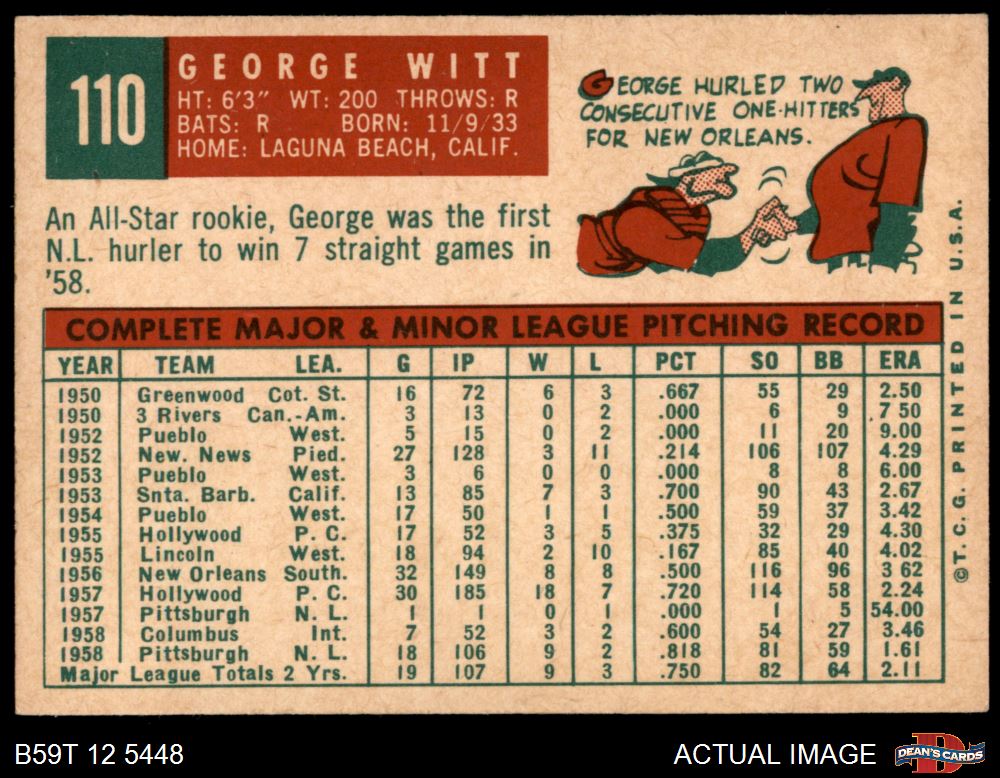 110
GEORGE WITT
HT: 6'3" WT: 200 THROWS: R
BATS: R BORN: 11/9/33
HOME: LAGUNA BEACH, CALIF.
GEORGE HURLED TWO
CONSECUTIVE ONE-HITTERS
FOR NEW ORLEANS.
An All-Star rookie, George was the first
N.L. hurler to win 7 straight games in
'58.
COMPLETE MAJOR & MINOR LEAGUE PITCHING RECORD
YEAR TEAM LEA. G IP W L PCT SO BB ERA
1950 Greenwood Cot. St. 16 72 6 3 .667 55 29 2.50
1950 3 Rivers Can.-Am. 3 13 0 2 .000 6 9 7 50
1952 Pueblo West. 5 15 0 2 .000 11 20 9.00
1952 New. News Pied. 27 128 3 11 .214 106 107 4.29
1953 Pueblo West. 3 6 0 0 .000 8 8 6.00
1953 Snta. Barb. Calif. 13 85 7 3 .700 90 43 2.67
1954 Pueblo West. 17 50 1 1 .500 59 37 3.42
1955 Hollywood P. C. 17 52 3 5 .375 32 29 4.30
1955 Lincoln West. 18 94 2 10 .167 85 40 4.02
1956 New Orleans South. 32 149 8 8 .500 116 96 3 62
1957 Hollywood P. C. 30 185 18 7 .720 114 58 2.24
1957 Pittsburgh N. L. 1 1 0 1 .000 1 5 54.00
1958 Columbus Int. 7 52 3 2 .600 54 27 3.46
1958 Pittsburgh N. L. 18 106 9 2 .818 81 59 1.61
Major League Totals 2 Yrs. 19 107 9 3 .750 82 64 2.11
©T. C. G. PRINTED IN U.S.A.
B59T 12 5448
ACTUAL IMAGE
DEAN'S CARDS